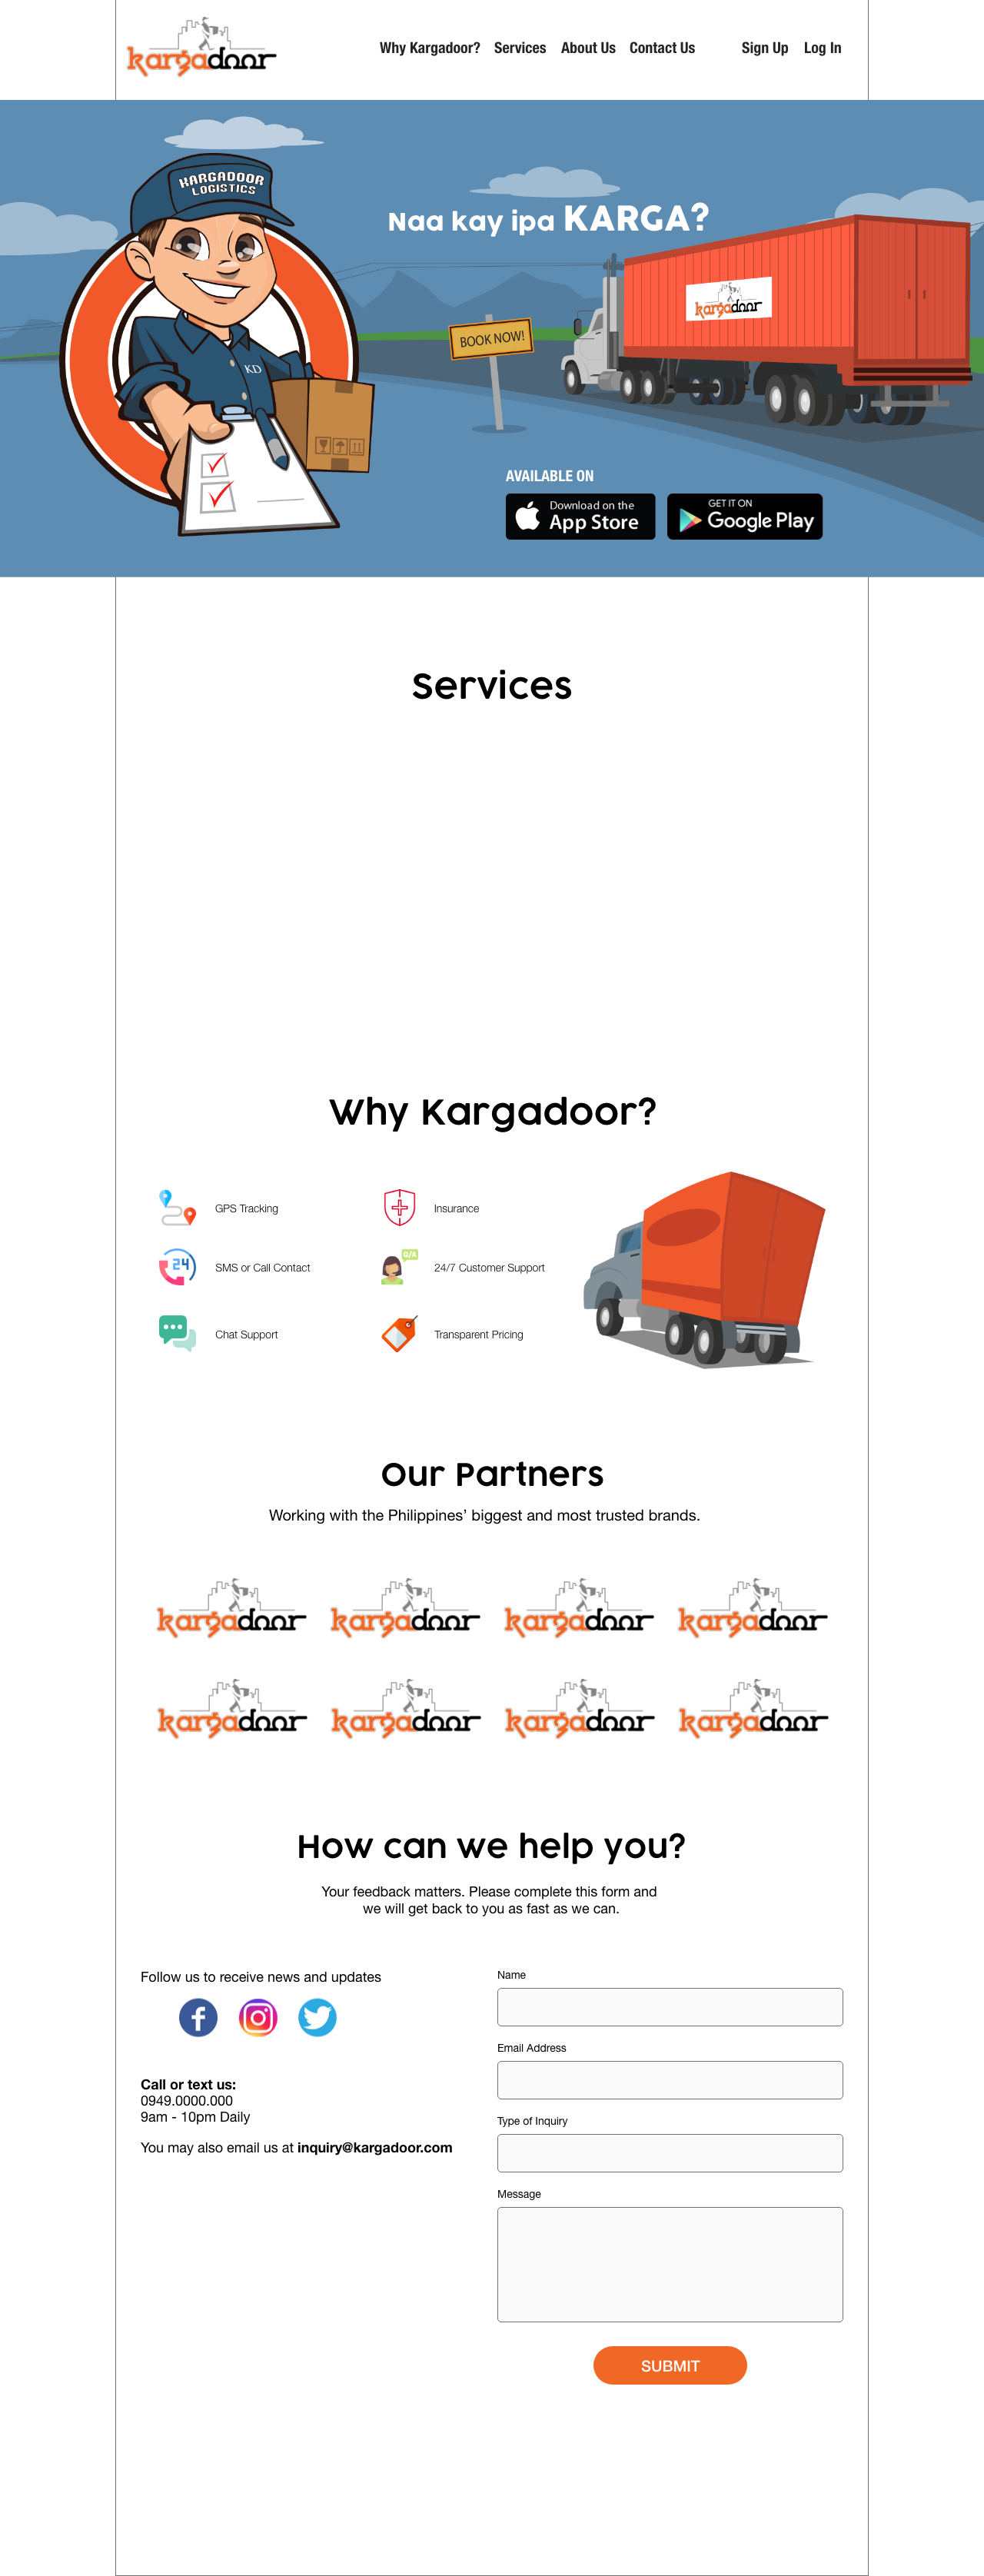 kargadoor
Why Kargadoor? Services About Us Contact Us Sign Up Log In
KARGADOOR
LOGISTICS
Naa kay ipa KARGA?
kargadoor
BOOK NOW!
KD
AVAILABLE ON
Download on the
App Store
GET IT ON
Google Play
Services
Why Kargadoor?
GPS Tracking
Insurance
24
SMS or Call Contact
Q/A
24/7 Customer Support
Chat Support
Transparent Pricing
Our Partners
Working with the Philippines’ biggest and most trusted brands.
kargadoor kargadoor kargadoor kargadoor
kargadoor kargadoor kargadoor kargadoor
How can we help you?
Your feedback matters. Please complete this form and
we will get back to you as fast as we can.
Follow us to receive news and updates
Call or text us:
0949.0000.000
9am - 10pm Daily
You may also email us at inquiry@kargadoor.com
Name
Email Address
Type of Inquiry
Message
SUBMIT